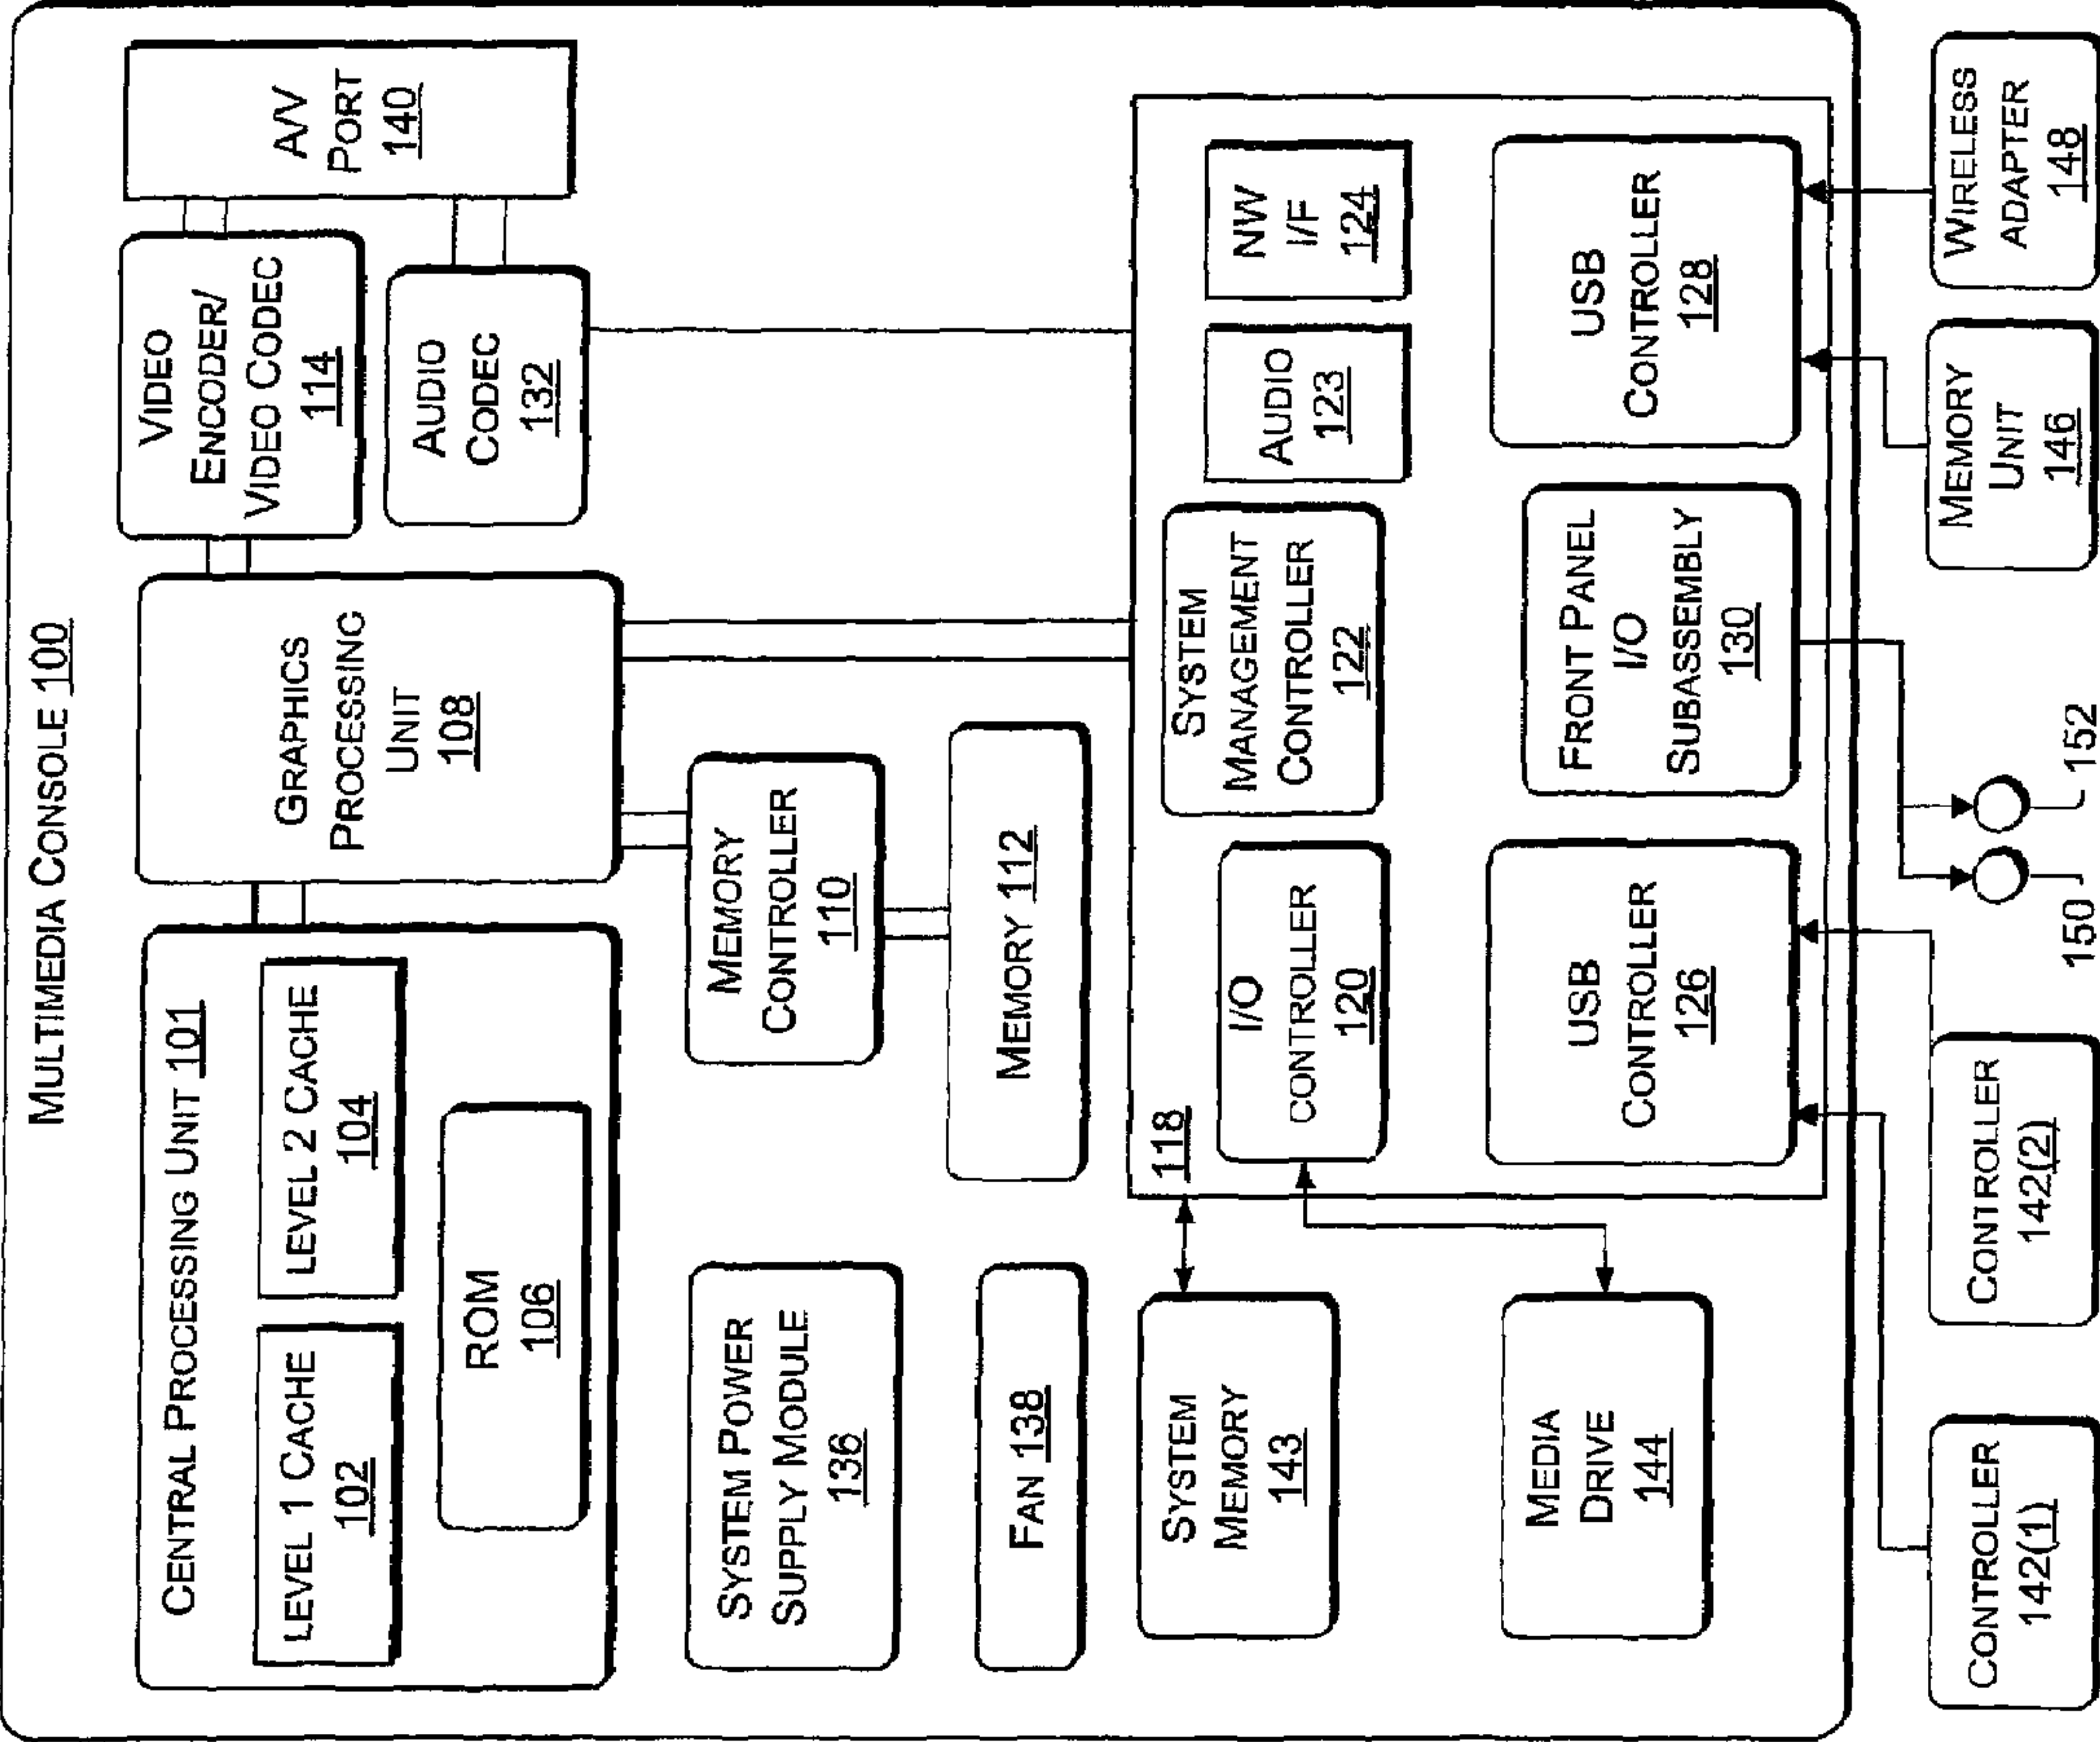 MULTIMEDIA CONSOLE 100
CENTRAL PROCESSING UNIT 101
LEVEL 1 CACHE
102
LEVEL 2 CACHE
104
ROM
106
GRAPHICS
PROCESSING
UNIT
108
VIDEO
ENCODER/
VIDEO CODEC
114
AUDIO
CODEC
132
A/V
PORT
140
SYSTEM POWER
SUPPLY MODULE
136
MEMORY
CONTROLLER
110
FAN 138
MEMORY 112
118
SYSTEM
MEMORY
143
I/O
CONTROLLER
120
SYSTEM
MANAGEMENT
CONTROLLER
122
AUDIO
123
NW
I/F
124
MEDIA
DRIVE
144
USB
CONTROLLER
126
FRONT PANEL
I/O
SUBASSEMBLY
130
USB
CONTROLLER
128
CONTROLLER
142(1)
CONTROLLER
142(2)
150
152
MEMORY
UNIT
146
WIRELESS
ADAPTER
148